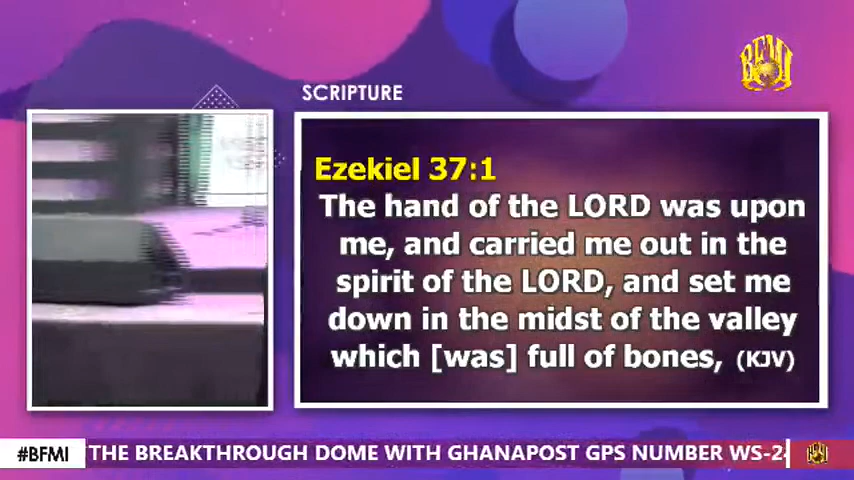 BFMI
SCRIPTURE
Ezekiel 37:1
The hand of the LORD was upon
me, and carried me out in the
spirit of the LORD, and set me
down in the midst of the valley
which [was] full of bones, (KJV)
#BFMI THE BREAKTHROUGH DOME WITH GHANAPOST GPS NUMBER WS-2